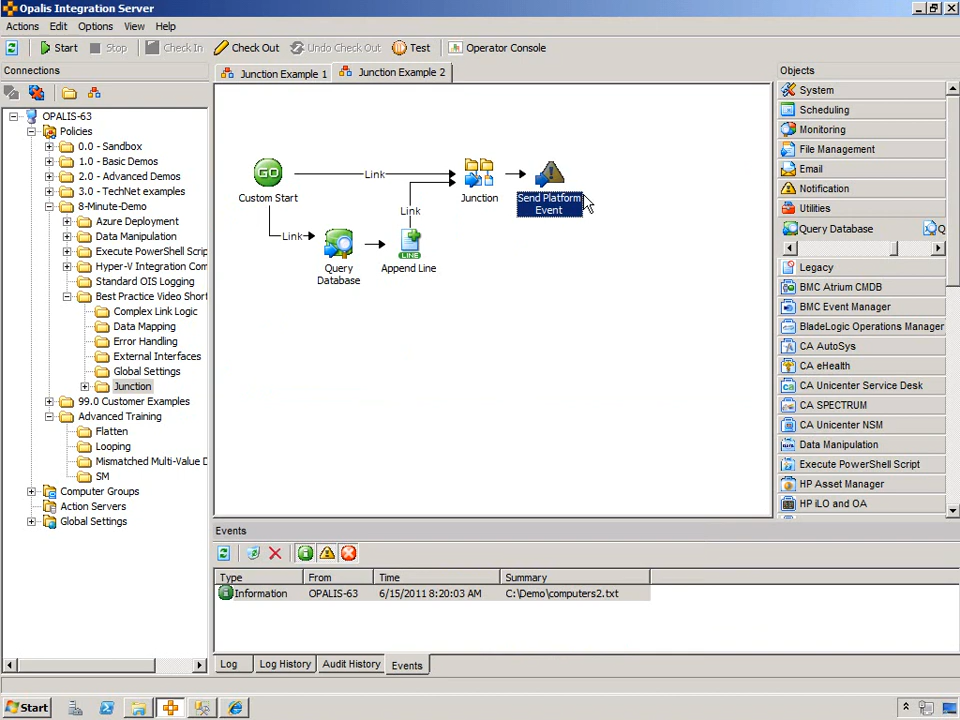 Opalis Integration Server
Actions Edit Options View Help
Start Stop Check In Check Out Undo Check Out Test Operator Console
Connections
OPALIS-63
Policies
0.0 - Sandbox
1.0 - Basic Demos
2.0 - Advanced Demos
3.0 - TechNet examples
8-Minute-Demo
Azure Deployment
Data Manipulation
Execute PowerShell Script
Hyper-V Integration Com
Standard OIS Logging
Best Practice Video Short
Complex Link Logic
Data Mapping
Error Handling
External Interfaces
Global Settings
Junction
99.0 Customer Examples
Advanced Training
Flatten
Looping
Mismatched Multi-Value D
SM
Computer Groups
Action Servers
Global Settings
Junction Example 1 Junction Example 2
GO
Custom Start
Link
Junction
Send Platform
Event
Link
Link
Query
Database
LINE
Append Line
Objects
System
Scheduling
Monitoring
File Management
Email
Notification
Utilities
Query Database Q
Legacy
BMC Atrium CMDB
BMC Event Manager
BladeLogic Operations Manager
CA AutoSys
CA eHealth
CA Unicenter Service Desk
CA SPECTRUM
CA Unicenter NSM
Data Manipulation
Execute PowerShell Script
HP Asset Manager
HP iLO and OA
Events
Type From Time Summary
Information OPALIS-63 6/15/2011 8:20:03 AM C:\Demo\computers2.txt
Log Log History Audit History Events
Start